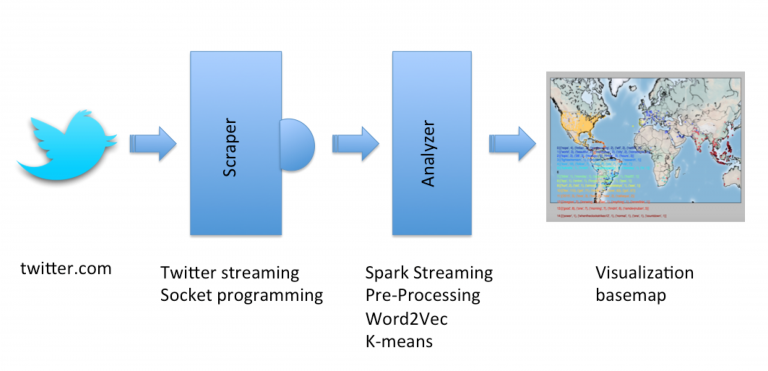 Scraper
Analyzer
twitter.com
Twitter streaming
Socket programming
Spark Streaming
Pre-Processing
Word2Vec
K-means
Visualization
basemap